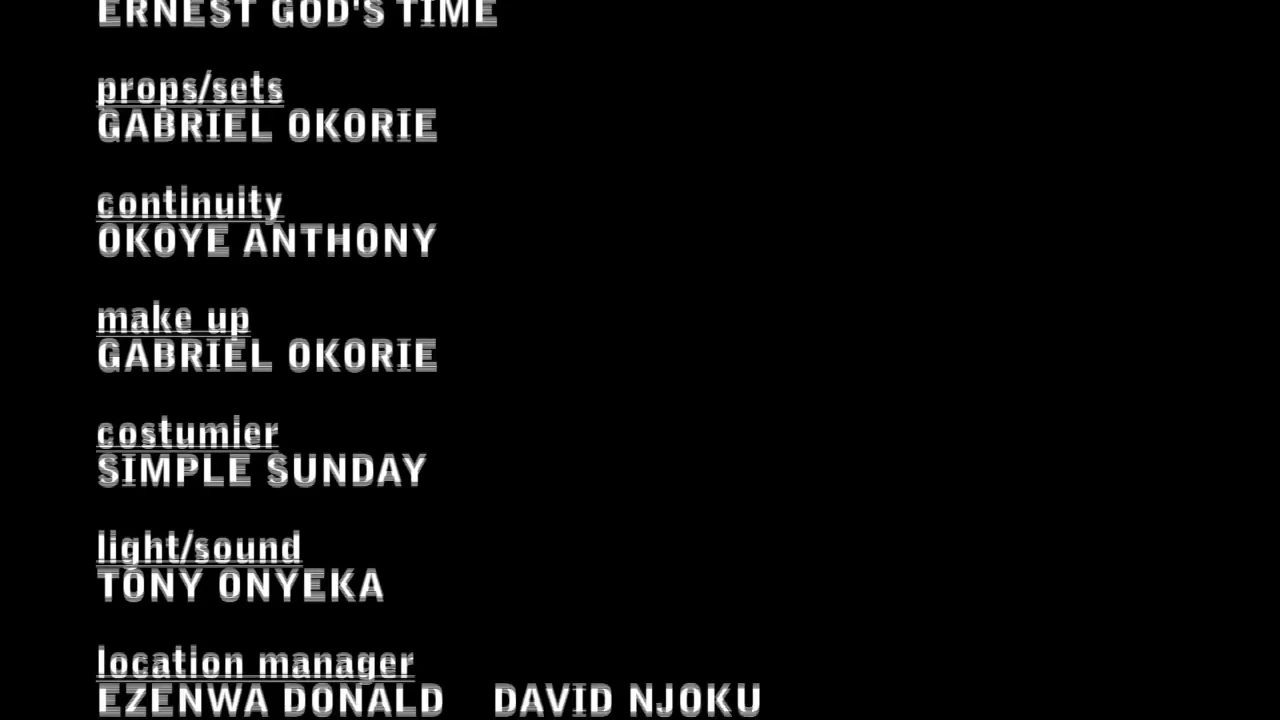 ERNEST GOD'S TIME
props/sets
GABRIEL OKORIE
continuity
OKOYE ANTHONY
make up
GABRIEL OKORIE
costumier
SIMPLE SUNDAY
light/sound
TONY ONYEKA
location manager
EZENWA DONALD DAVID NJOKU